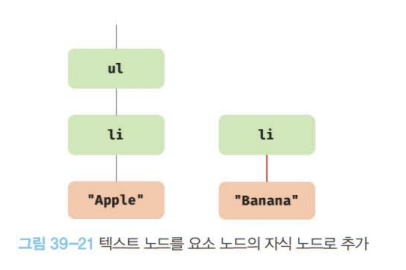 ul
li
li
"Apple"
"Banana"
그림 39-21 텍스트 노드를 요소 노드의 자식 노드로 추가